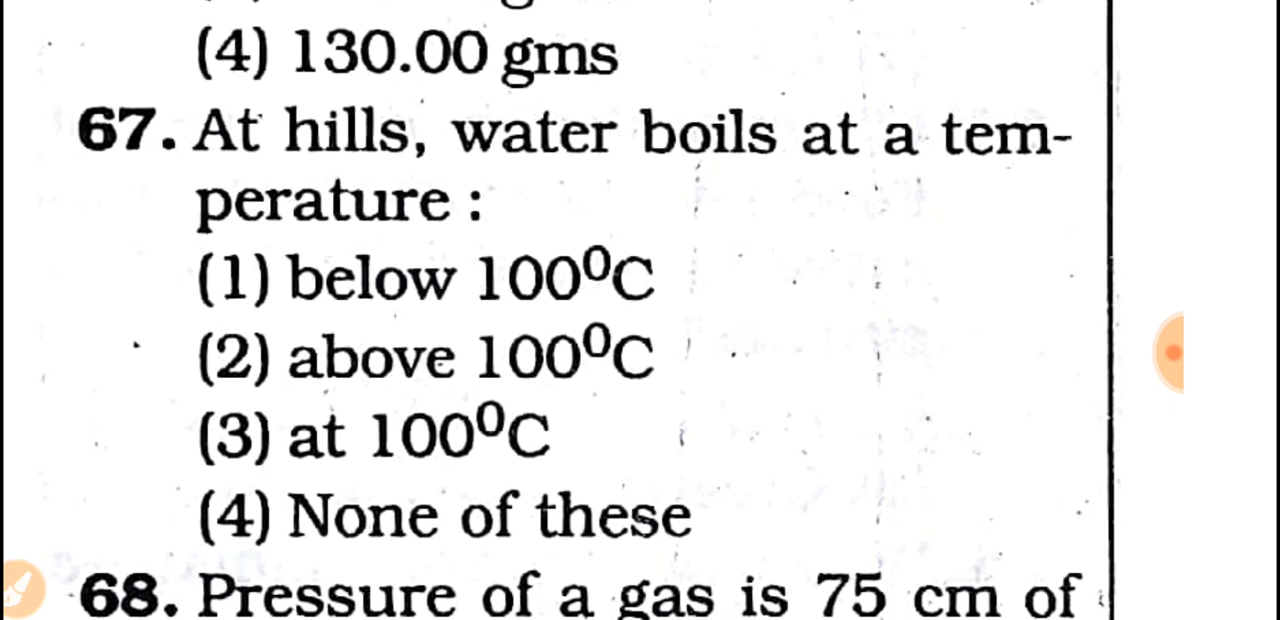 (4) 130.00 gms
67. At hills, water boils at a tem-
perature :
(1) below 100⁰C
(2) above 100⁰C
(3) at 100⁰C
(4) None of these
68. Pressure of a gas is 75 cm of